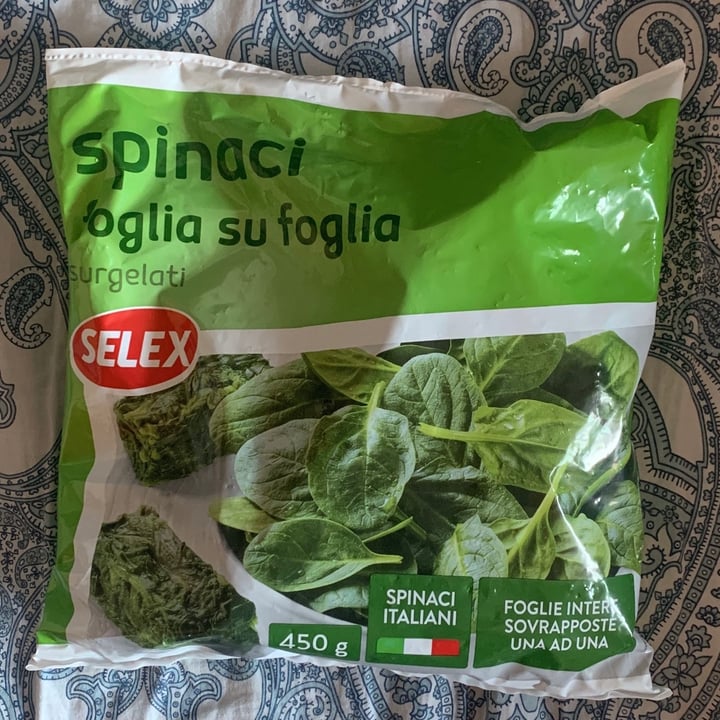 spinaci
foglia su foglia
surgelati
SELEX
450 g
SPINACI
ITALIANI
FOGLIE INTERE
SOVRAPPOSTE
UNA AD UNA